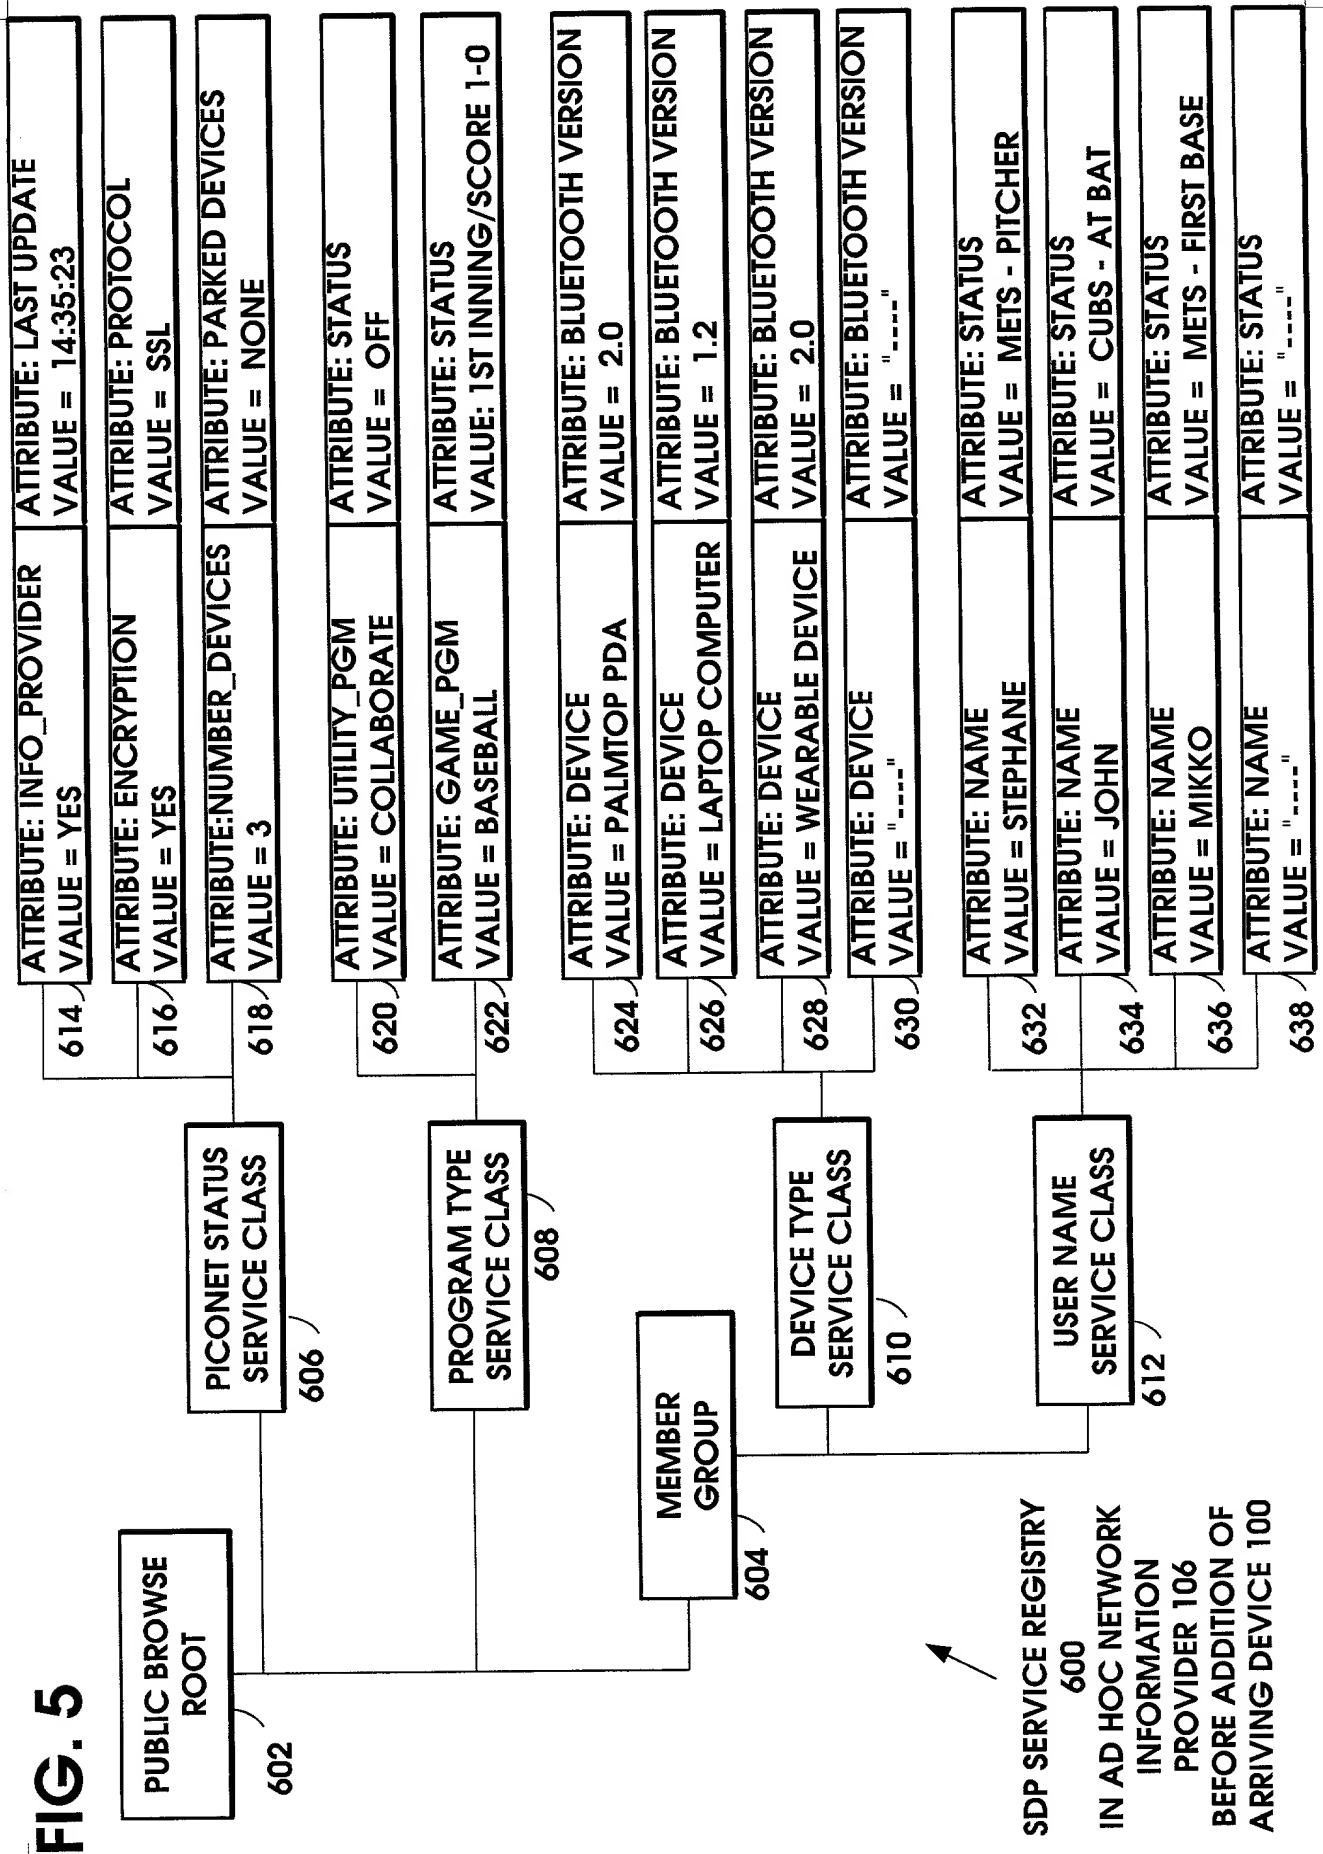 FIG. 5
PUBLIC BROWSE
ROOT
602
PICONET STATUS
SERVICE CLASS
606
ATTRIBUTE: INFO_PROVIDER
VALUE = YES
ATTRIBUTE: LAST UPDATE
VALUE = 14:35:23
614
ATTRIBUTE: ENCRYPTION
VALUE = YES
ATTRIBUTE: PROTOCOL
VALUE = SSL
616
ATTRIBUTE:NUMBER_DEVICES
VALUE = 3
ATTRIBUTE: PARKED DEVICES
VALUE = NONE
618
PROGRAM TYPE
SERVICE CLASS
608
ATTRIBUTE: UTILITY_PGM
VALUE = COLLABORATE
ATTRIBUTE: STATUS
VALUE = OFF
620
ATTRIBUTE: GAME_PGM
VALUE = BASEBALL
ATTRIBUTE: STATUS
VALUE: 1ST INNING/SCORE 1-0
622
MEMBER
GROUP
604
DEVICE TYPE
SERVICE CLASS
610
ATTRIBUTE: DEVICE
VALUE = PALMTOP PDA
ATTRIBUTE: BLUETOOTH VERSION
VALUE = 2.0
624
ATTRIBUTE: DEVICE
VALUE = LAPTOP COMPUTER
ATTRIBUTE: BLUETOOTH VERSION
VALUE = 1.2
626
ATTRIBUTE: DEVICE
VALUE = WEARABLE DEVICE
ATTRIBUTE: BLUETOOTH VERSION
VALUE = 2.0
628
ATTRIBUTE: DEVICE
VALUE = "----"
ATTRIBUTE: BLUETOOTH VERSION
VALUE = "----"
630
USER NAME
SERVICE CLASS
612
ATTRIBUTE: NAME
VALUE = STEPHANE
ATTRIBUTE: STATUS
VALUE = METS - PITCHER
632
ATTRIBUTE: NAME
VALUE = JOHN
ATTRIBUTE: STATUS
VALUE = CUBS - AT BAT
634
ATTRIBUTE: NAME
VALUE = MIKKO
ATTRIBUTE: STATUS
VALUE = METS - FIRST BASE
636
ATTRIBUTE: NAME
VALUE = "----"
ATTRIBUTE: STATUS
VALUE = "----"
638
SDP SERVICE REGISTRY
600
IN AD HOC NETWORK
INFORMATION
PROVIDER 106
BEFORE ADDITION OF
ARRIVING DEVICE 100